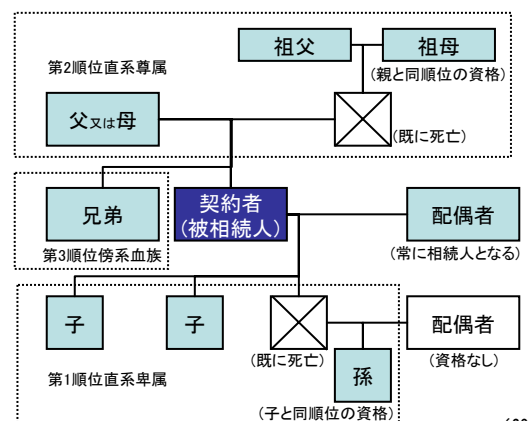 祖父
祖母
第2順位直系尊属
(親と同順位の資格)
父又は母
(既に死亡)
兄弟
契約者
(被相続人)
配偶者
第3順位傍系血族
(常に相続人となる)
子
子
配偶者
(既に死亡)
(資格なし)
第1順位直系卑属
孫
(子と同順位の資格)